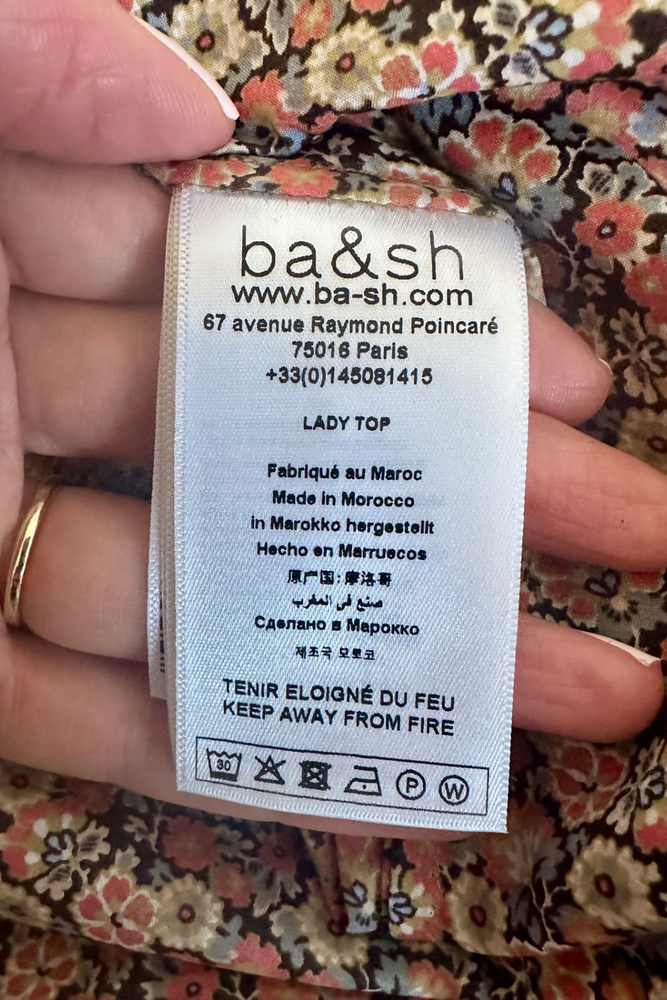 ba&sh
www.ba-sh.com
67 avenue Raymond Poincaré
75016 Paris
+33(0)145081415
LADY TOP
Fabriqué au Maroc
Made in Morocco
in Marokko hergestellt
Hecho en Marruecos
原产国:摩洛哥
صنع في المغرب
Сделано в Марокко
제조국 모로코
TENIR ELOIGNÉ DU FEU
KEEP AWAY FROM FIRE
30 P W